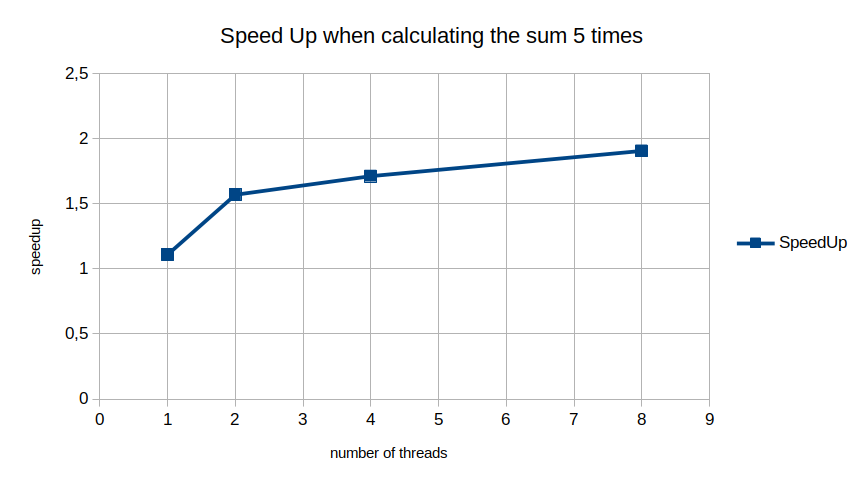 Speed Up when calculating the sum 5 times
2,5
2
1,5
1
0,5
0
speedup
0 1 2 3 4 5 6 7 8 9
number of threads
SpeedUp